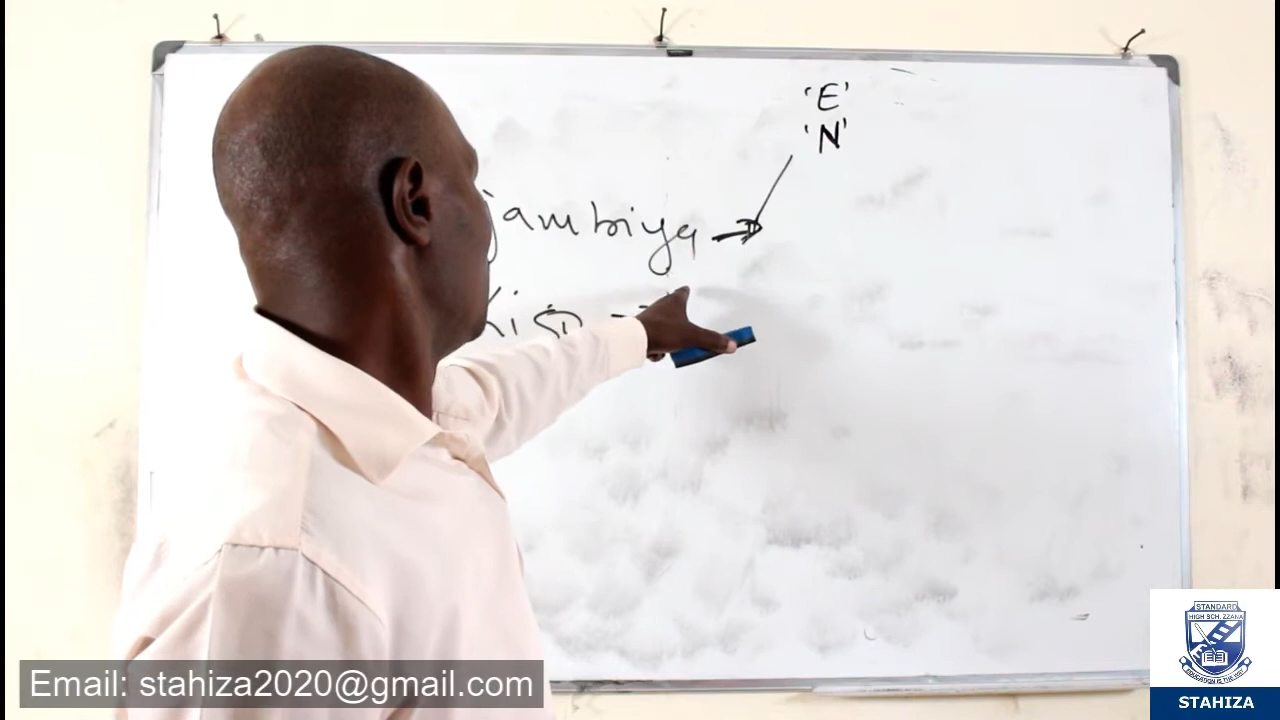 'E'
'N'
jambiya
Email: stahiza2020@gmail.com
STANDARD
HIGH SCH. ZZANA
STAHIZA